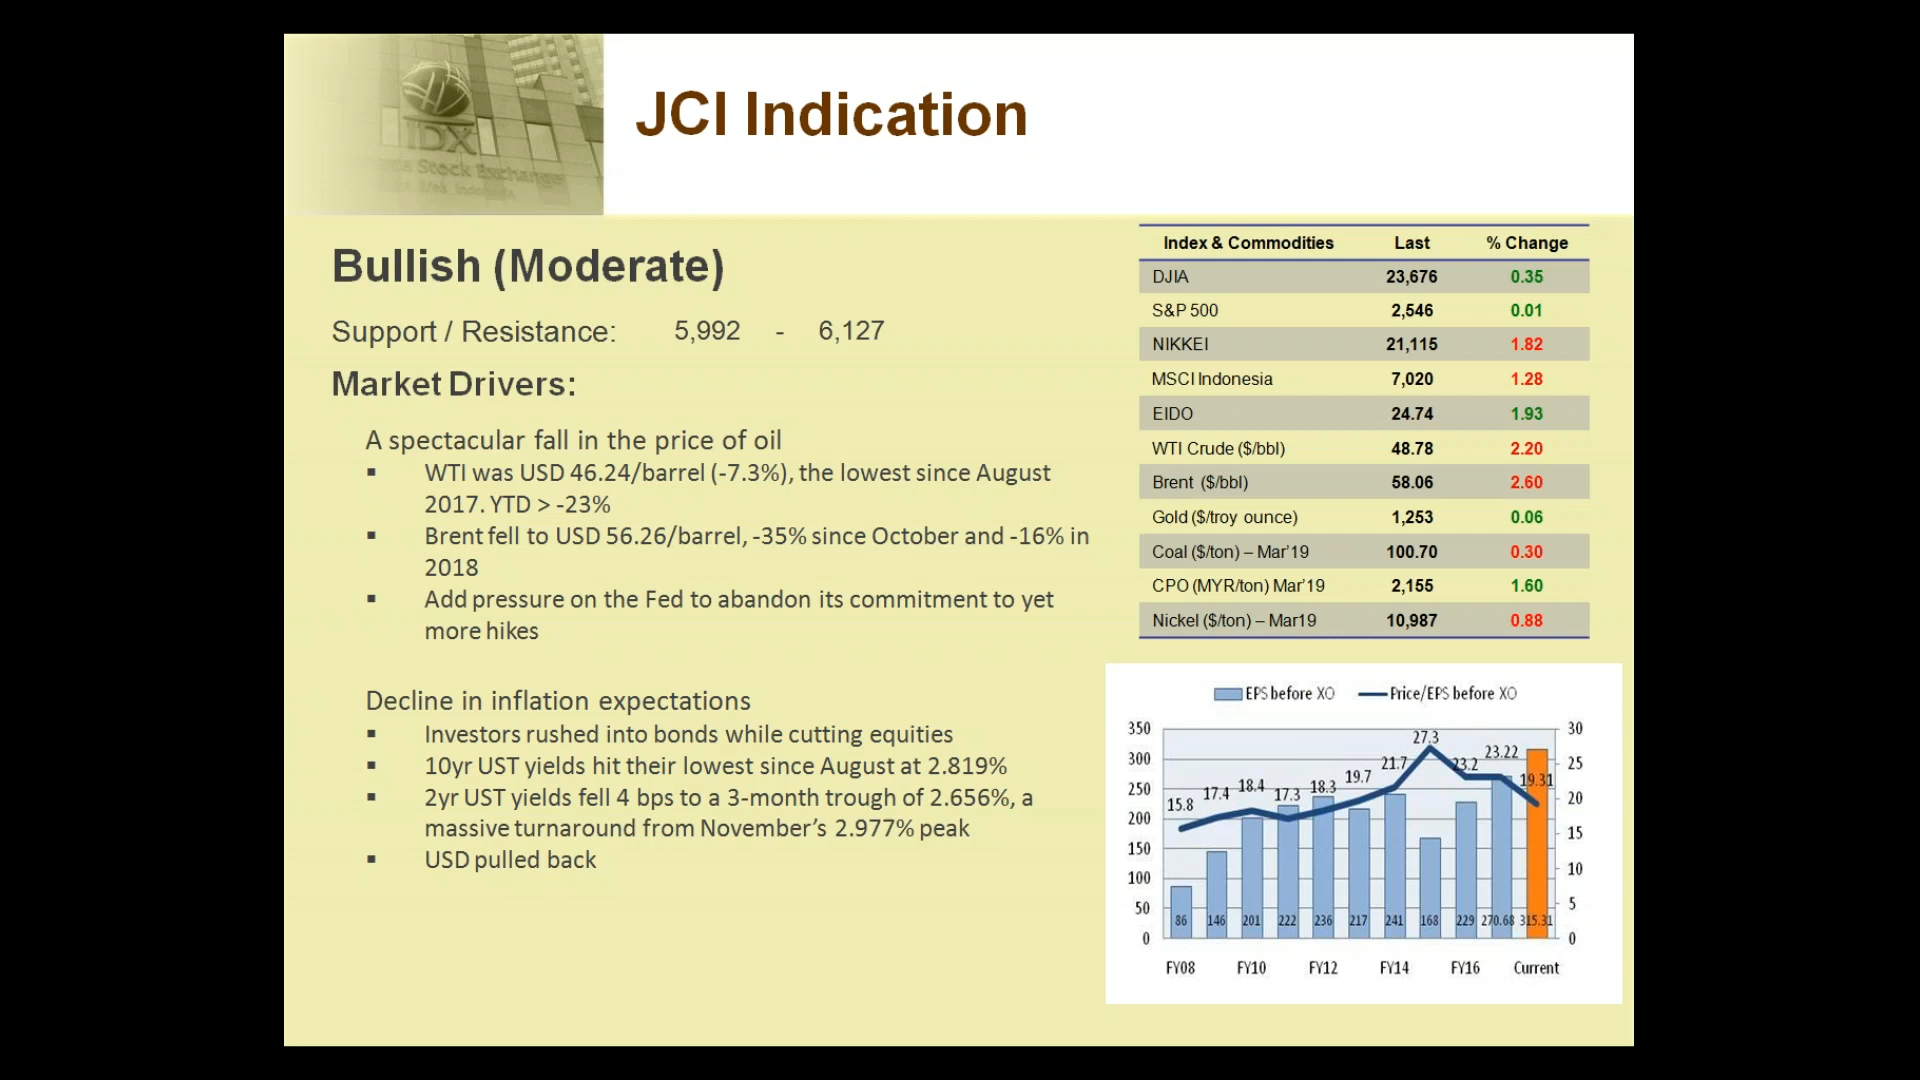 IDX
Stock Exchange
JCI Indication
Bullish (Moderate)
Support / Resistance: 5,992 - 6,127
Market Drivers:
A spectacular fall in the price of oil
▪ WTI was USD 46.24/barrel (-7.3%), the lowest since August
2017. YTD > -23%
▪ Brent fell to USD 56.26/barrel, -35% since October and -16% in
2018
▪ Add pressure on the Fed to abandon its commitment to yet
more hikes
Decline in inflation expectations
▪ Investors rushed into bonds while cutting equities
▪ 10yr UST yields hit their lowest since August at 2.819%
▪ 2yr UST yields fell 4 bps to a 3-month trough of 2.656%, a
massive turnaround from November’s 2.977% peak
▪ USD pulled back
Index & Commodities Last % Change
DJIA 23,676 0.35
S&P 500 2,546 0.01
NIKKEI 21,115 1.82
MSCI Indonesia 7,020 1.28
EIDO 24.74 1.93
WTI Crude ($/bbl) 48.78 2.20
Brent ($/bbl) 58.06 2.60
Gold ($/troy ounce) 1,253 0.06
Coal ($/ton) – Mar’19 100.70 0.30
CPO (MYR/ton) Mar’19 2,155 1.60
Nickel ($/ton) – Mar19 10,987 0.88
EPS before XO Price/EPS before XO
350 30
300 25
250 20
200 15
150 10
100 5
50 0
0
15.8 17.4 18.4 17.3 18.3 19.7 21.7 27.3 23.2 23.22 19.31
86 146 201 222 236 217 241 168 229 270.68 315.31
FY08 FY10 FY12 FY14 FY16 Current